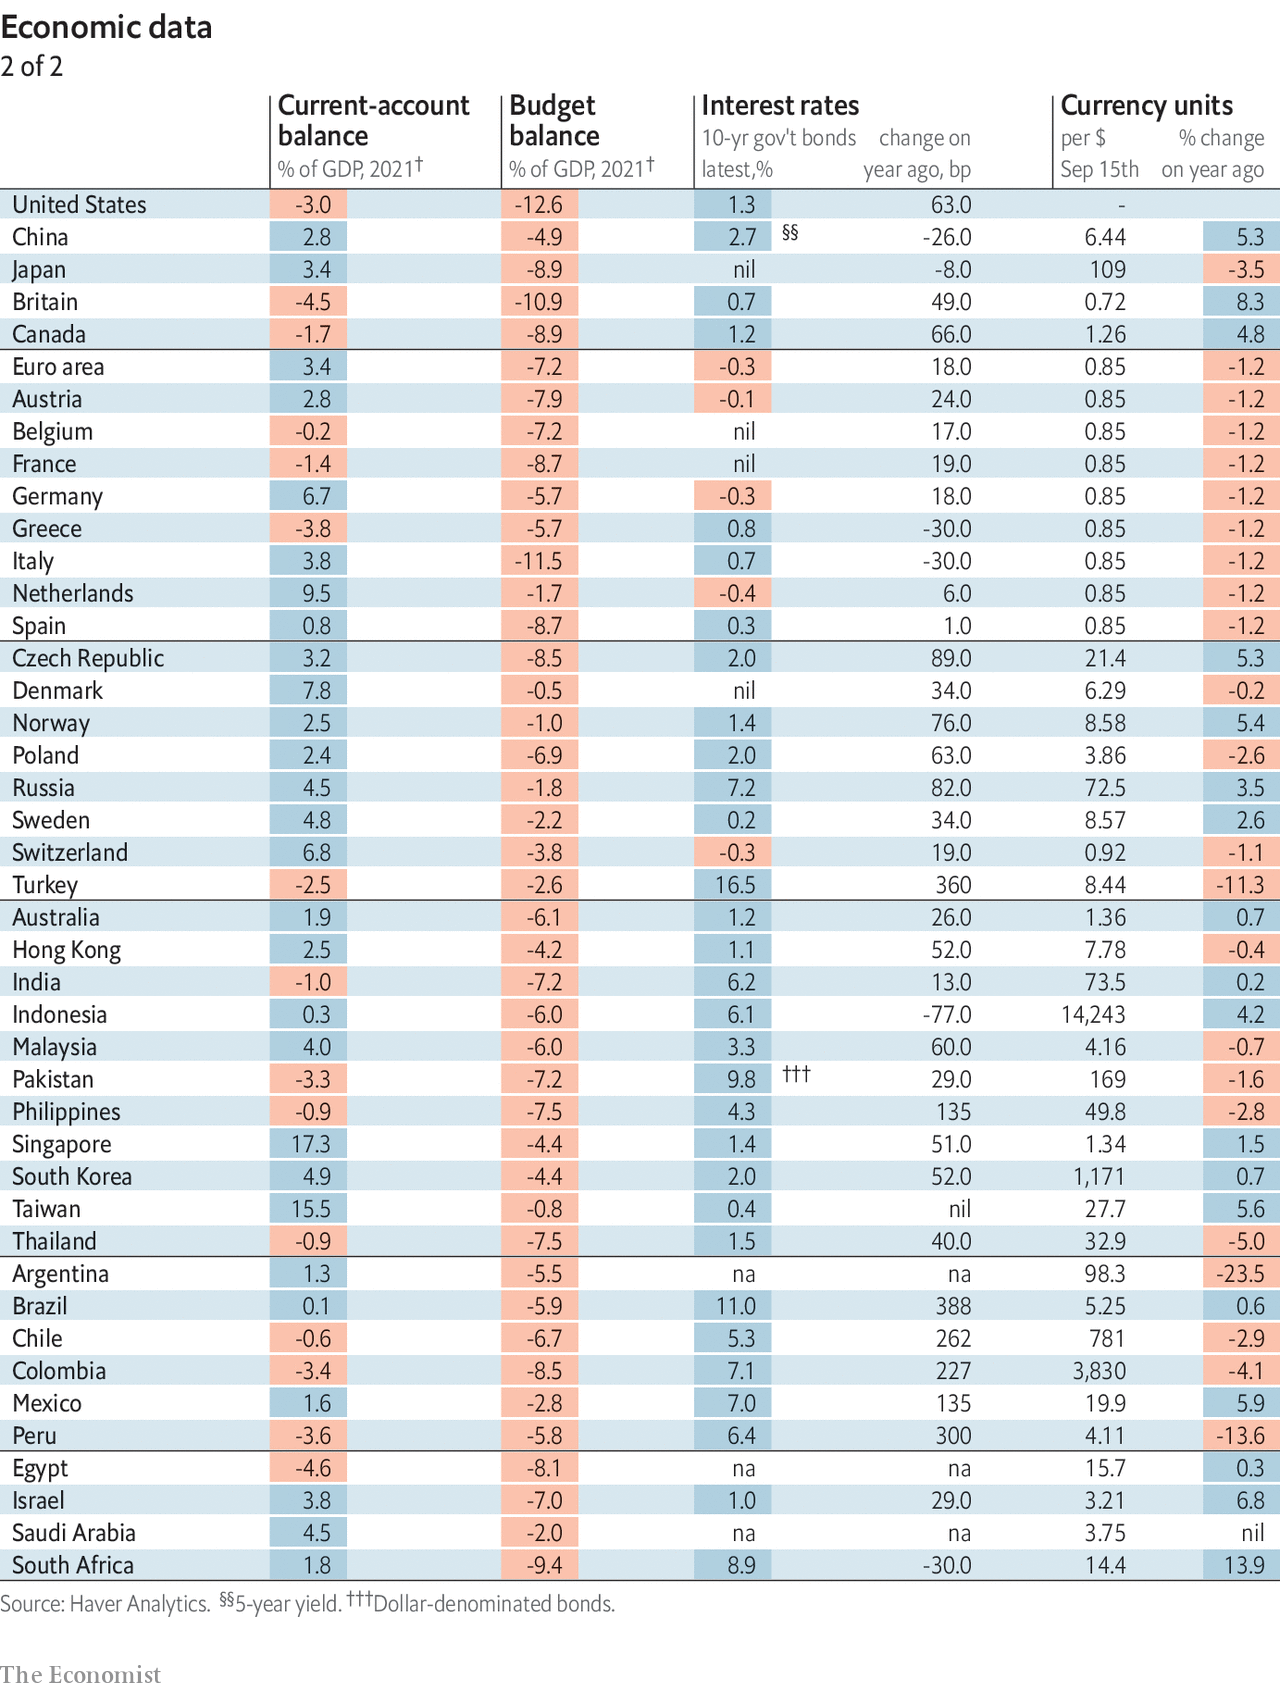 Economic data
2 of 2
Current-account balance Budget balance Interest rates Currency units
% of GDP, 2021† % of GDP, 2021† 10-yr gov't bonds latest,% change on year ago, bp per $ Sep 15th % change on year ago
United States -3.0 -12.6 1.3 63.0 -
China 2.8 -4.9 2.7 §§ -26.0 6.44 5.3
Japan 3.4 -8.9 nil -8.0 109 -3.5
Britain -4.5 -10.9 0.7 49.0 0.72 8.3
Canada -1.7 -8.9 1.2 66.0 1.26 4.8
Euro area 3.4 -7.2 -0.3 18.0 0.85 -1.2
Austria 2.8 -7.9 -0.1 24.0 0.85 -1.2
Belgium -0.2 -7.2 nil 17.0 0.85 -1.2
France -1.4 -8.7 nil 19.0 0.85 -1.2
Germany 6.7 -5.7 -0.3 18.0 0.85 -1.2
Greece -3.8 -5.7 0.8 -30.0 0.85 -1.2
Italy 3.8 -11.5 0.7 -30.0 0.85 -1.2
Netherlands 9.5 -1.7 -0.4 6.0 0.85 -1.2
Spain 0.8 -8.7 0.3 1.0 0.85 -1.2
Czech Republic 3.2 -8.5 2.0 89.0 21.4 5.3
Denmark 7.8 -0.5 nil 34.0 6.29 -0.2
Norway 2.5 -1.0 1.4 76.0 8.58 5.4
Poland 2.4 -6.9 2.0 63.0 3.86 -2.6
Russia 4.5 -1.8 7.2 82.0 72.5 3.5
Sweden 4.8 -2.2 0.2 34.0 8.57 2.6
Switzerland 6.8 -3.8 -0.3 19.0 0.92 -1.1
Turkey -2.5 -2.6 16.5 360 8.44 -11.3
Australia 1.9 -6.1 1.2 26.0 1.36 0.7
Hong Kong 2.5 -4.2 1.1 52.0 7.78 -0.4
India -1.0 -7.2 6.2 13.0 73.5 0.2
Indonesia 0.3 -6.0 6.1 -77.0 14,243 4.2
Malaysia 4.0 -6.0 3.3 60.0 4.16 -0.7
Pakistan -3.3 -7.2 9.8 ††† 29.0 169 -1.6
Philippines -0.9 -7.5 4.3 135 49.8 -2.8
Singapore 17.3 -4.4 1.4 51.0 1.34 1.5
South Korea 4.9 -4.4 2.0 52.0 1,171 0.7
Taiwan 15.5 -0.8 0.4 nil 27.7 5.6
Thailand -0.9 -7.5 1.5 40.0 32.9 -5.0
Argentina 1.3 -5.5 na na 98.3 -23.5
Brazil 0.1 -5.9 11.0 388 5.25 0.6
Chile -0.6 -6.7 5.3 262 781 -2.9
Colombia -3.4 -8.5 7.1 227 3,830 -4.1
Mexico 1.6 -2.8 7.0 135 19.9 5.9
Peru -3.6 -5.8 6.4 300 4.11 -13.6
Egypt -4.6 -8.1 na na 15.7 0.3
Israel 3.8 -7.0 1.0 29.0 3.21 6.8
Saudi Arabia 4.5 -2.0 na na 3.75 nil
South Africa 1.8 -9.4 8.9 -30.0 14.4 13.9
Source: Haver Analytics. §§5-year yield. †††Dollar-denominated bonds.
The Economist